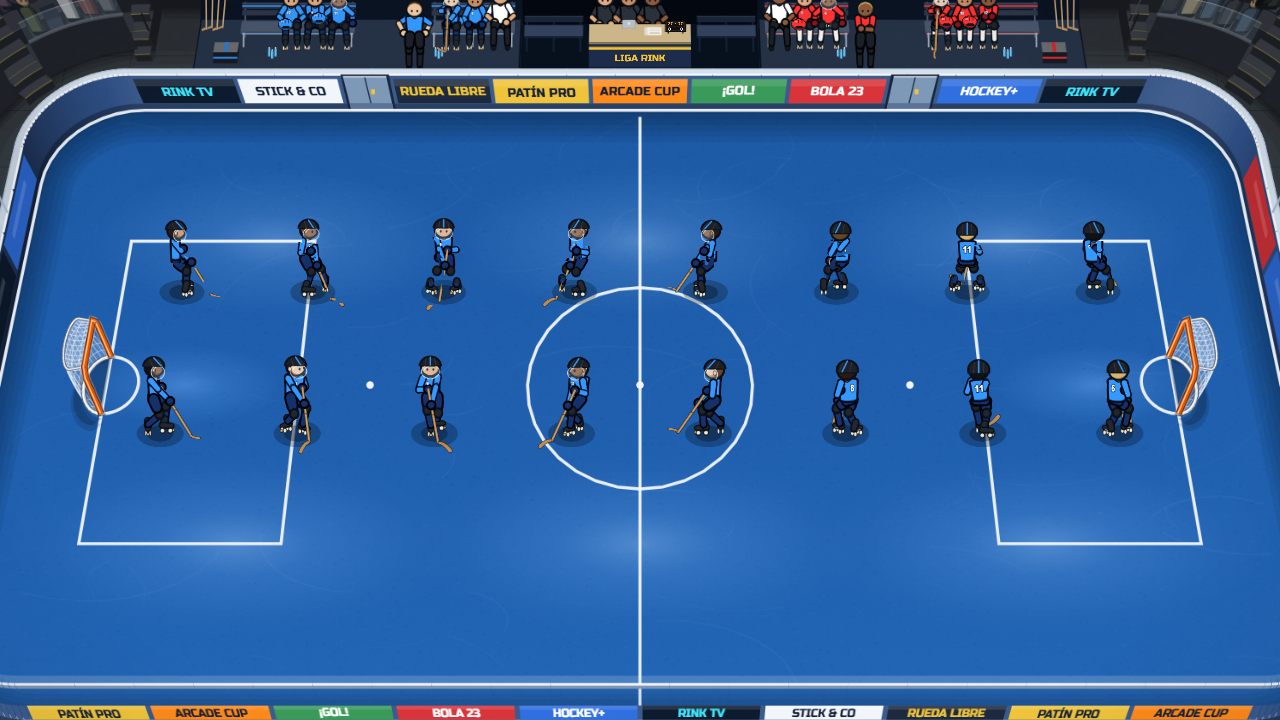 LIGA RINK
RINK TV
STICK & CO
RUEDA LIBRE
PATÍN PRO
ARCADE CUP
¡GOL!
BOLA 23
HOCKEY+
RINK TV
11
6
11
5
PATÍN PRO
ARCADE CUP
¡GOL!
BOLA 23
HOCKEY+
RINK TV
STICK & CO
RUEDA LIBRE
PATÍN PRO
ARCADE CUP